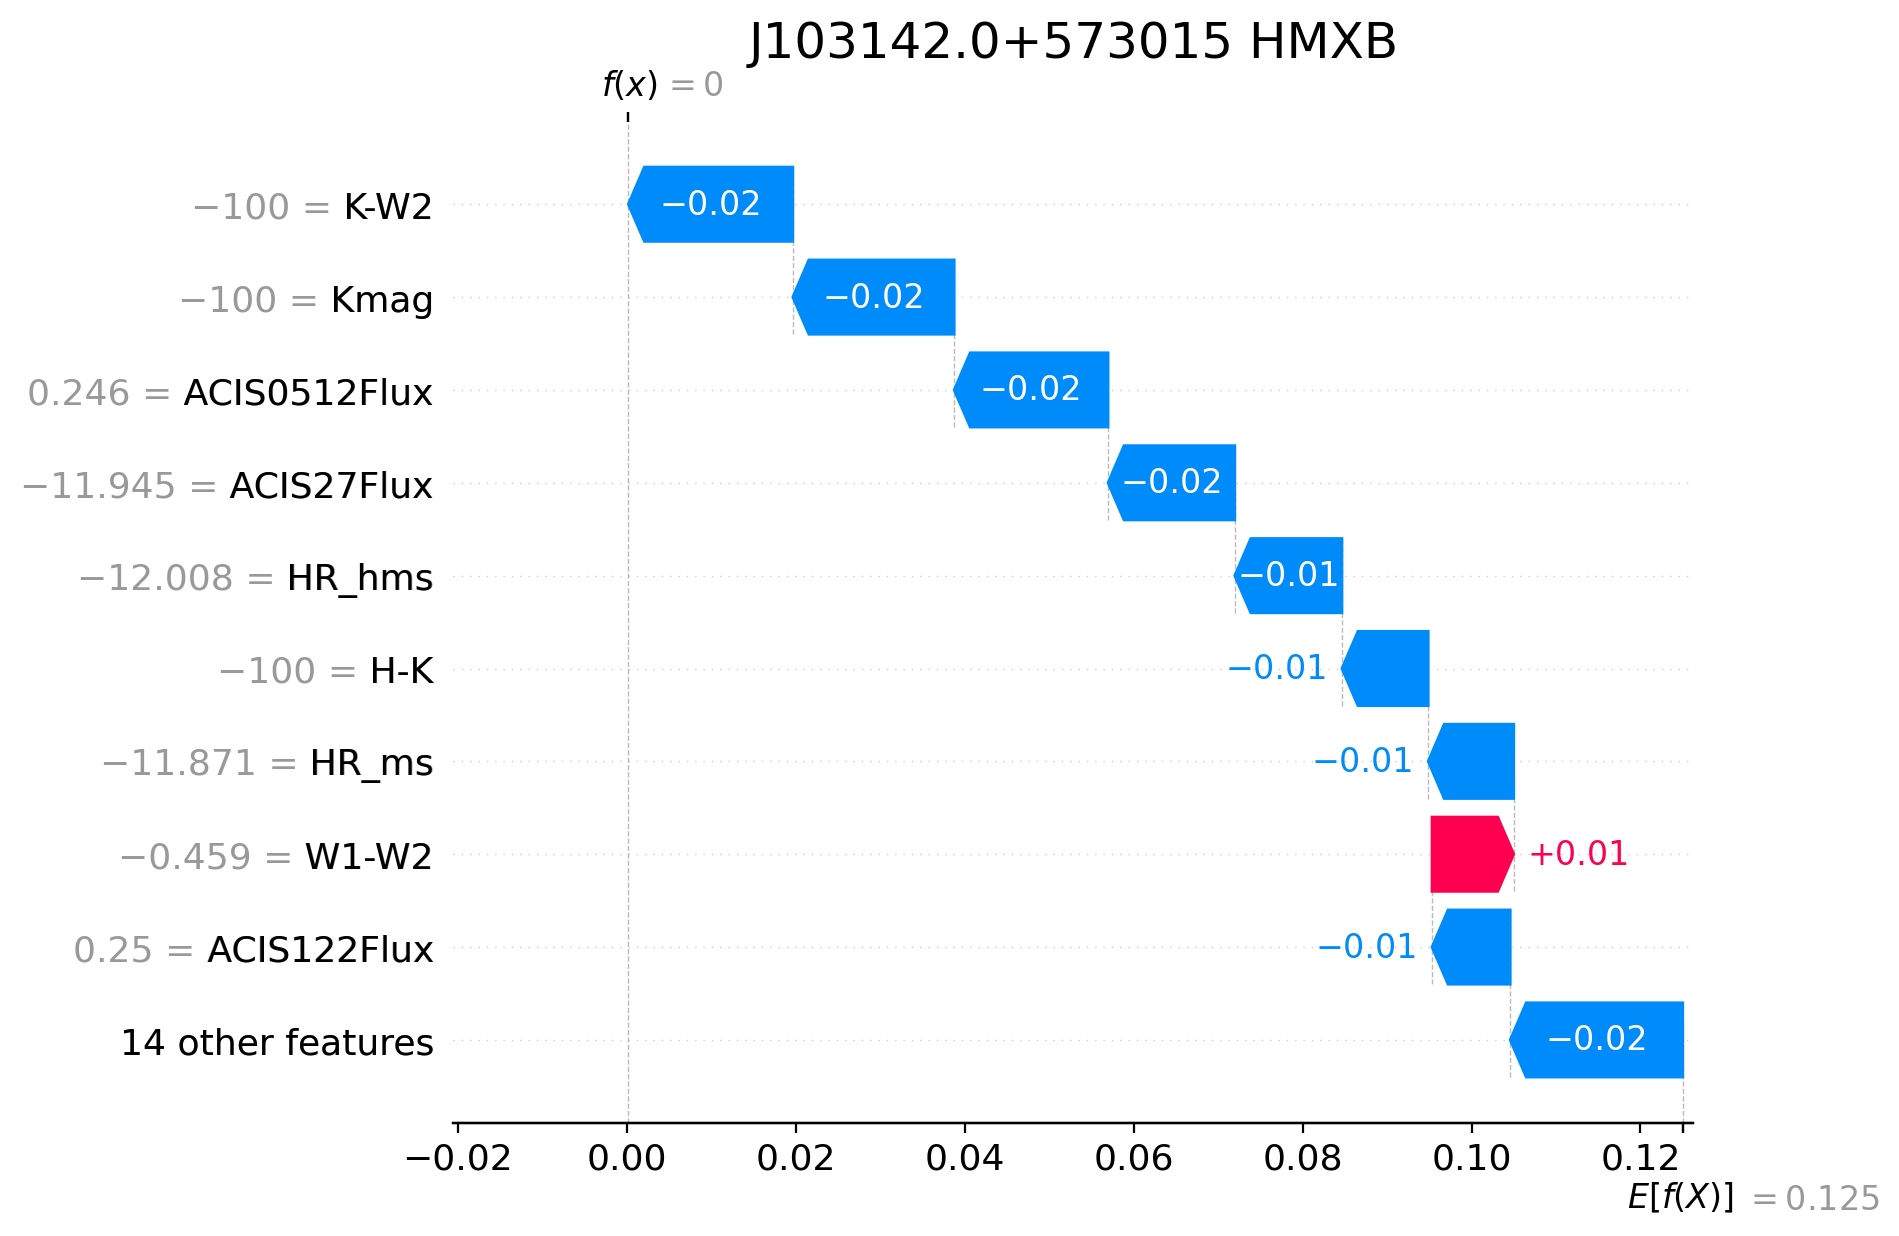 J103142.0+573015 HMXB
f(x) = 0
−100 = K-W2
−0.02
−100 = Kmag
−0.02
0.246 = ACIS0512Flux
−0.02
−11.945 = ACIS27Flux
−0.02
−12.008 = HR_hms
−0.01
−100 = H-K
−0.01
−11.871 = HR_ms
−0.01
−0.459 = W1-W2
+0.01
0.25 = ACIS122Flux
−0.01
14 other features
−0.02
−0.02 0.00 0.02 0.04 0.06 0.08 0.10 0.12
E[f(X)] = 0.125